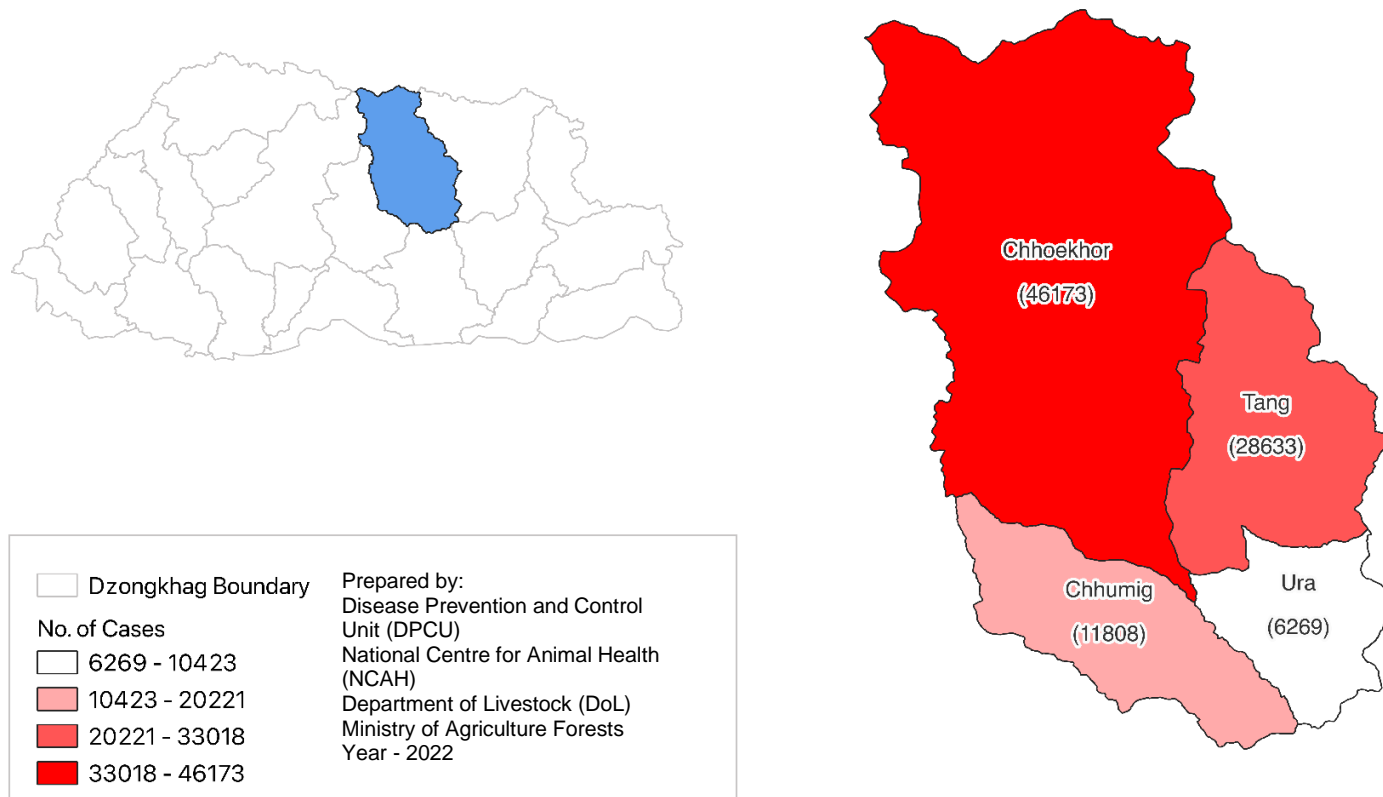 Chhoekhor
(46173)
Tang
(28633)
Chhumig
(11808)
Ura
(6269)
Dzongkhag Boundary
No. of Cases
6269 - 10423
10423 - 20221
20221 - 33018
33018 - 46173
Prepared by:
Disease Prevention and Control
Unit (DPCU)
National Centre for Animal Health
(NCAH)
Department of Livestock (DoL)
Ministry of Agriculture Forests
Year - 2022